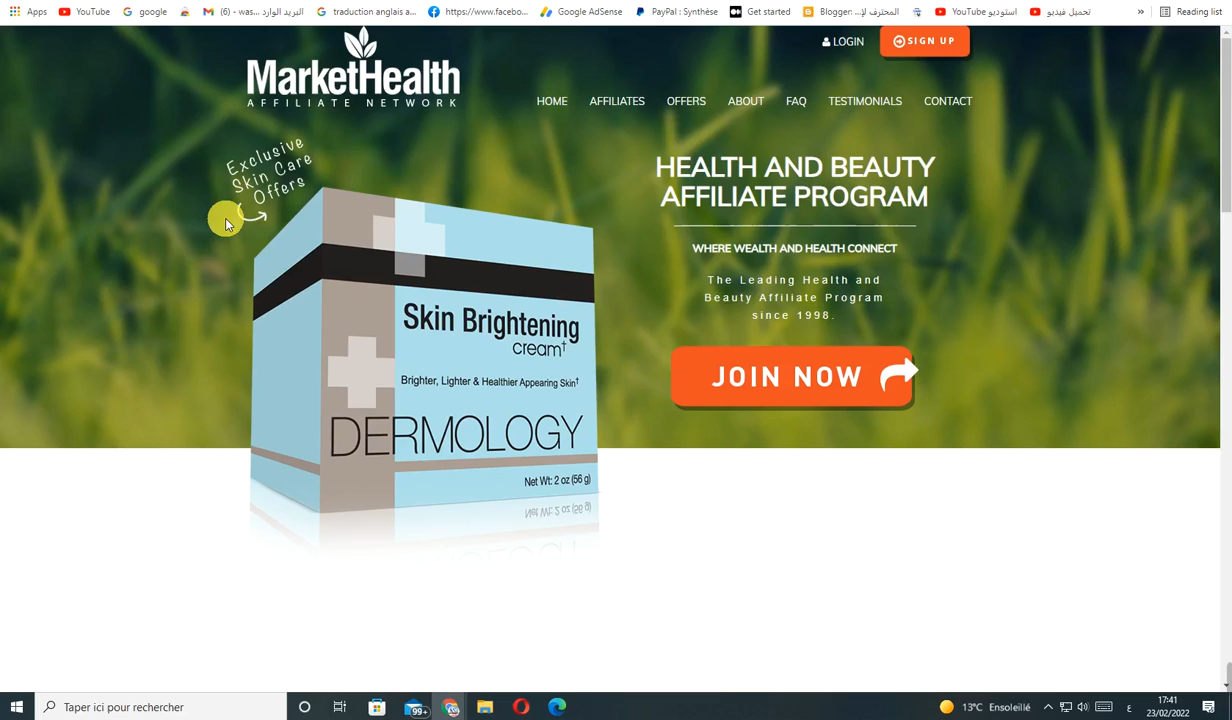 Apps YouTube google (6) - was... البريد الوارد traduction anglais a... https://www.facebo... Google AdSense PayPal : Synthèse Get started Blogger: ...المحترف لإ YouTube استوديو تحميل فيديو » Reading list
MarketHealth
AFFILIATE NETWORK
LOGIN SIGN UP
HOME AFFILIATES OFFERS ABOUT FAQ TESTIMONIALS CONTACT
Exclusive
Skin Care
Offers
HEALTH AND BEAUTY
AFFILIATE PROGRAM
WHERE WEALTH AND HEALTH CONNECT
The Leading Health and
Beauty Affiliate Program
since 1998.
JOIN NOW
Skin Brightening
cream†
Brighter, Lighter & Healthier Appearing Skin†
DERMOLOGY
Net Wt: 2 oz (56 g)
Taper ici pour rechercher
99+
13°C Ensoleillé
ع
17:41
23/02/2022